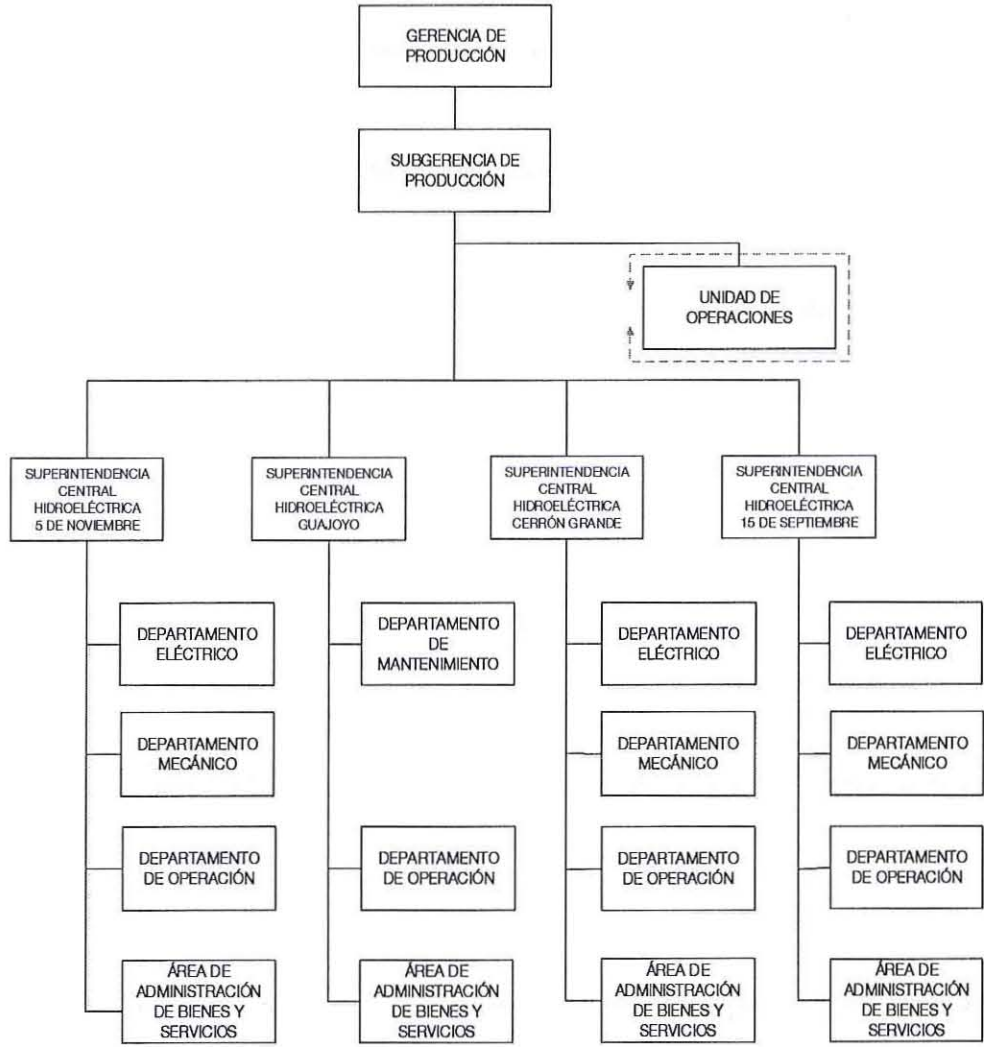 GERENCIA DE
PRODUCCIÓN
SUBGERENCIA DE
PRODUCCIÓN
UNIDAD DE
OPERACIONES
SUPERINTENDENCIA
CENTRAL
HIDROELÉCTRICA
5 DE NOVIEMBRE
SUPERINTENDENCIA
CENTRAL
HIDROELÉCTRICA
GUAJOYO
SUPERINTENDENCIA
CENTRAL
HIDROELÉCTRICA
CERRÓN GRANDE
SUPERINTENDENCIA
CENTRAL
HIDROELÉCTRICA
15 DE SEPTIEMBRE
DEPARTAMENTO
ELÉCTRICO
DEPARTAMENTO
DE
MANTENIMIENTO
DEPARTAMENTO
ELÉCTRICO
DEPARTAMENTO
ELÉCTRICO
DEPARTAMENTO
MECÁNICO
DEPARTAMENTO
MECÁNICO
DEPARTAMENTO
MECÁNICO
DEPARTAMENTO
DE OPERACIÓN
DEPARTAMENTO
DE OPERACIÓN
DEPARTAMENTO
DE OPERACIÓN
DEPARTAMENTO
DE OPERACIÓN
ÁREA DE
ADMINISTRACIÓN
DE BIENES Y
SERVICIOS
ÁREA DE
ADMINISTRACIÓN
DE BIENES Y
SERVICIOS
ÁREA DE
ADMINISTRACIÓN
DE BIENES Y
SERVICIOS
ÁREA DE
ADMINISTRACIÓN
DE BIENES Y
SERVICIOS